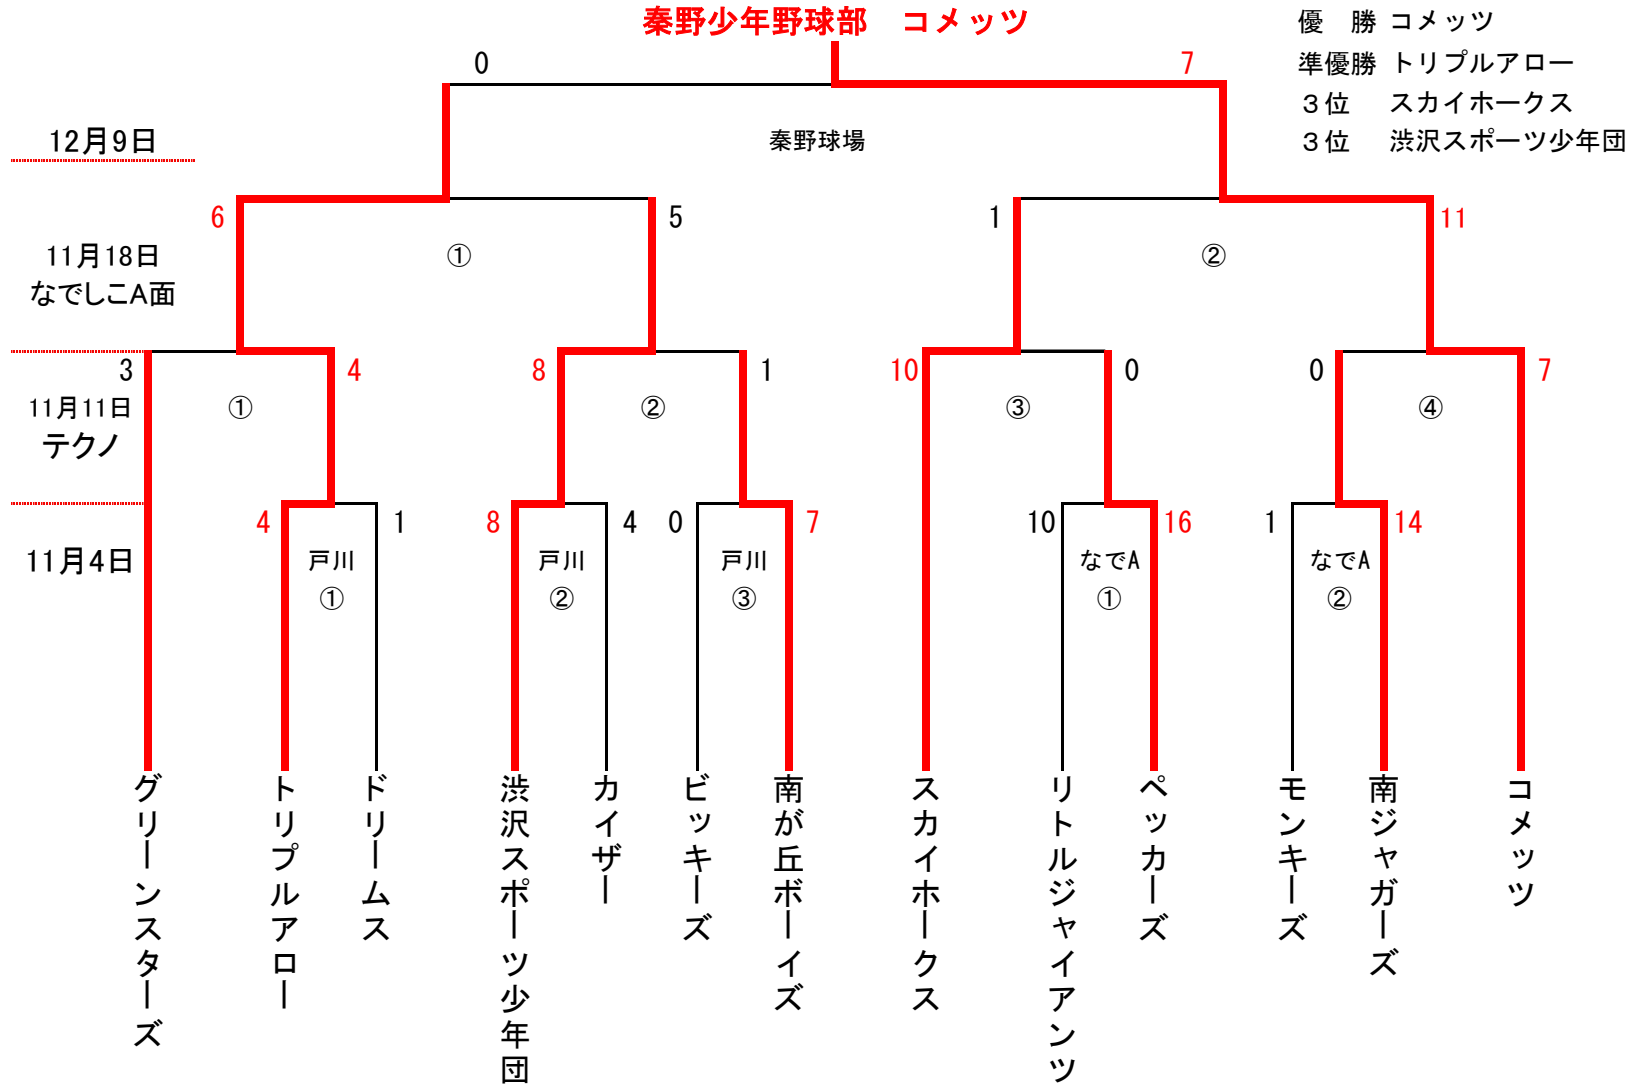 秦野少年野球部　コメッツ
優　勝 コメッツ
準優勝 トリプルアロー
３位 スカイホークス
３位 渋沢スポーツ少年団
0 7
12月9日
秦野球場
6 5 1 11
11月18日
なでしこA面
① ②
3 4 8 1 10 0 0 7
11月11日
テクノ
① ② ③ ④
4 1 8 4 0 7 10 16 1 14
11月4日
戸川 戸川 戸川 なでA なでA
① ② ③ ① ②
グリーンスターズ
トリプルアロー
ドリームス
渋沢スポーツ少年団
カイザー
ビッキーズ
南が丘ボーイズ
スカイホークス
リトルジャイアンツ
ペッカーズ
モンキーズ
南ジャガーズ
コメッツ